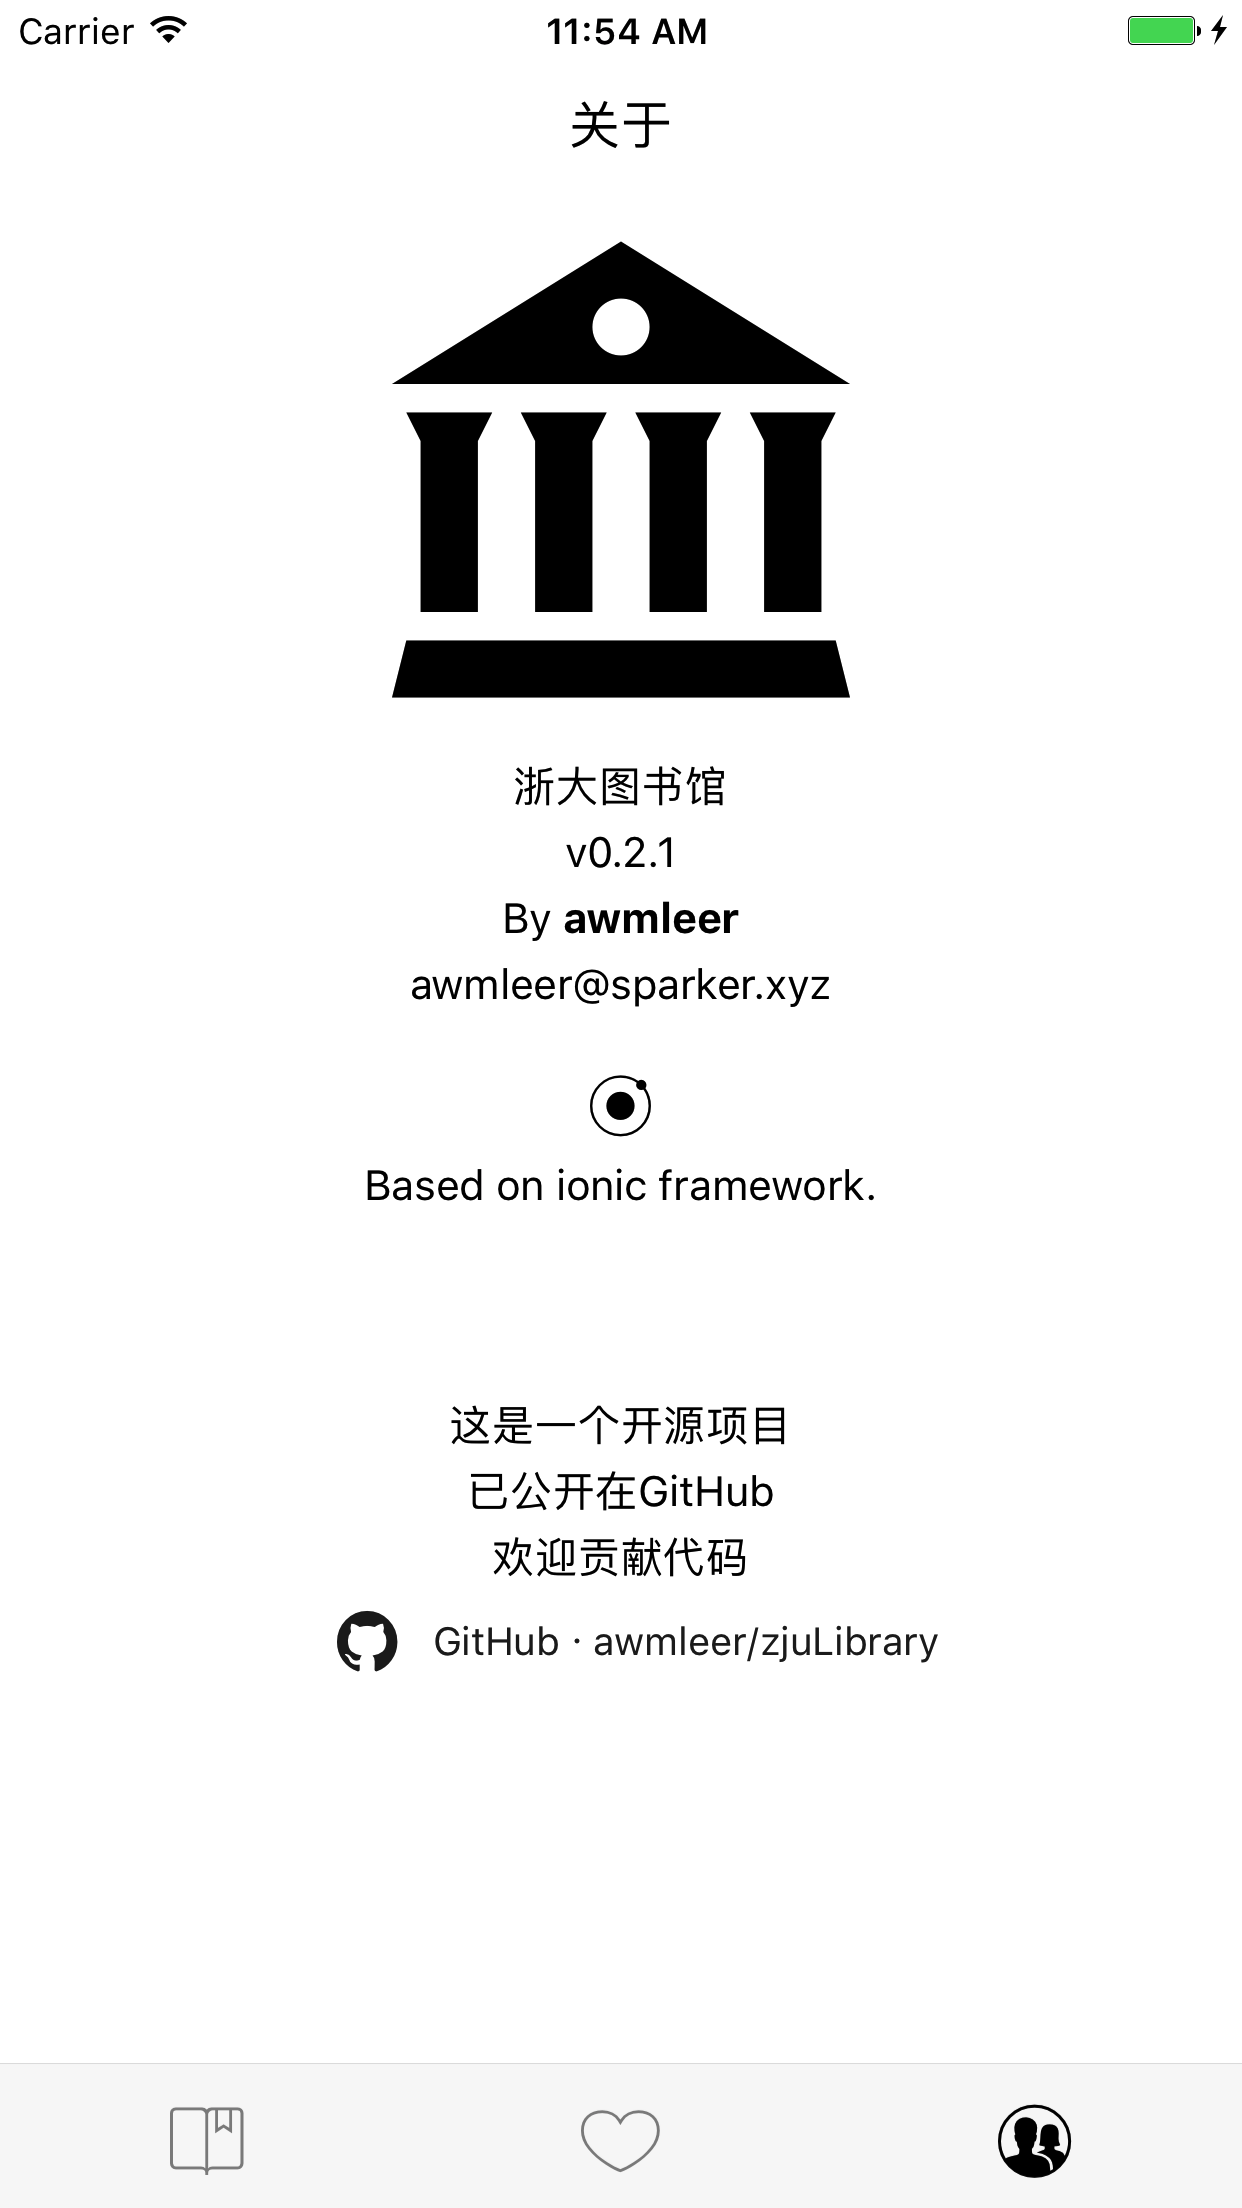 Carrier 11:54 AM
关于
浙大图书馆
v0.2.1
By awmleer
awmleer@sparker.xyz
Based on ionic framework.
这是一个开源项目
已公开在GitHub
欢迎贡献代码
GitHub · awmleer/zjuLibrary